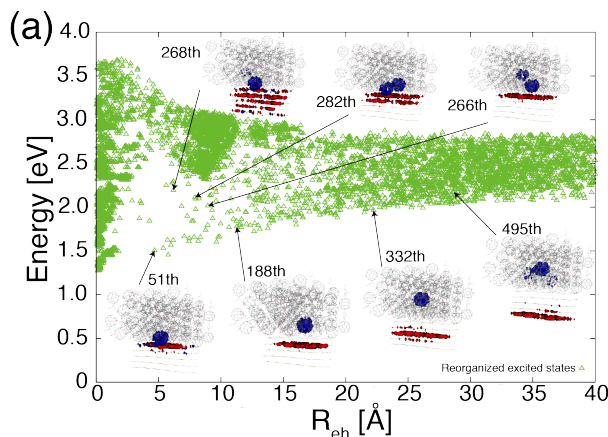 (a)
Energy [eV]
4.0
3.5
3.0
2.5
2.0
1.5
1.0
0.5
0
268th
282th
266th
51th
188th
332th
495th
Reorganized excited states
0 5 10 15 20 25 30 35 40
R_eh [Å]